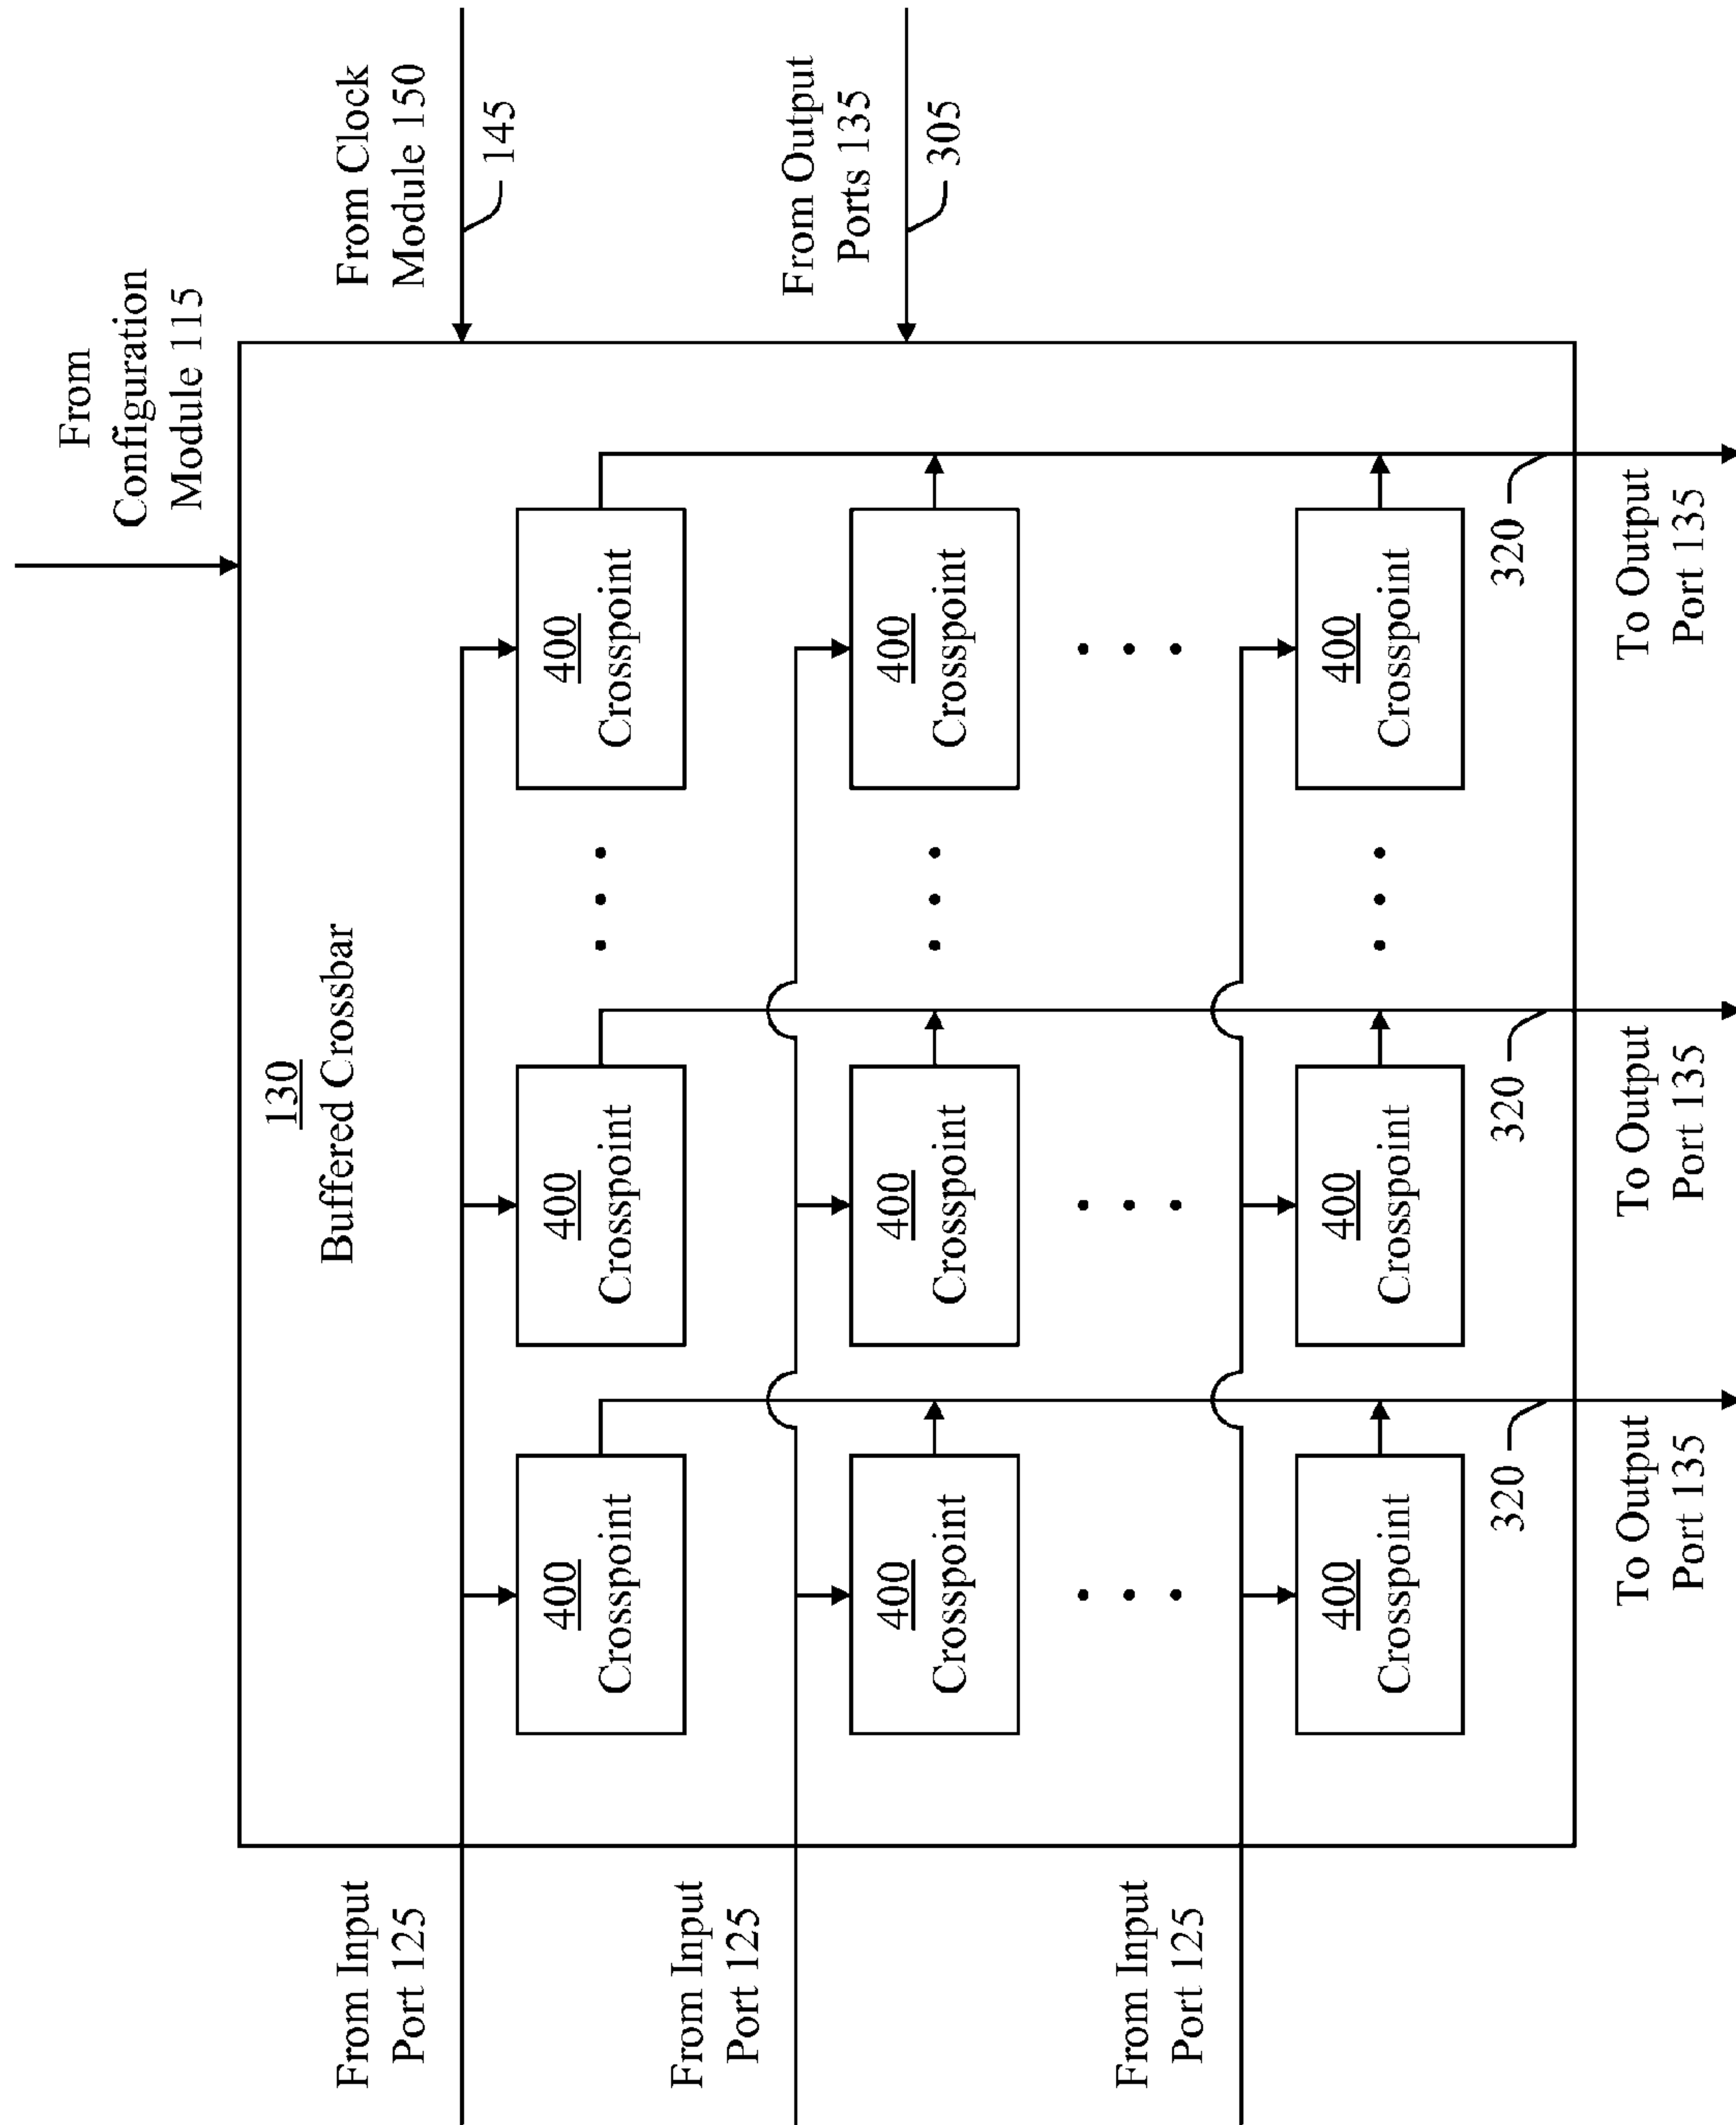 From
Configuration
Module 115
130
Buffered Crossbar
From Input
Port 125
From Clock
Module 150
145
400
Crosspoint
400
Crosspoint
400
Crosspoint
From Input
Port 125
From Output
Ports 135
305
400
Crosspoint
400
Crosspoint
400
Crosspoint
From Input
Port 125
400
Crosspoint
400
Crosspoint
400
Crosspoint
320
320
320
To Output
Port 135
To Output
Port 135
To Output
Port 135